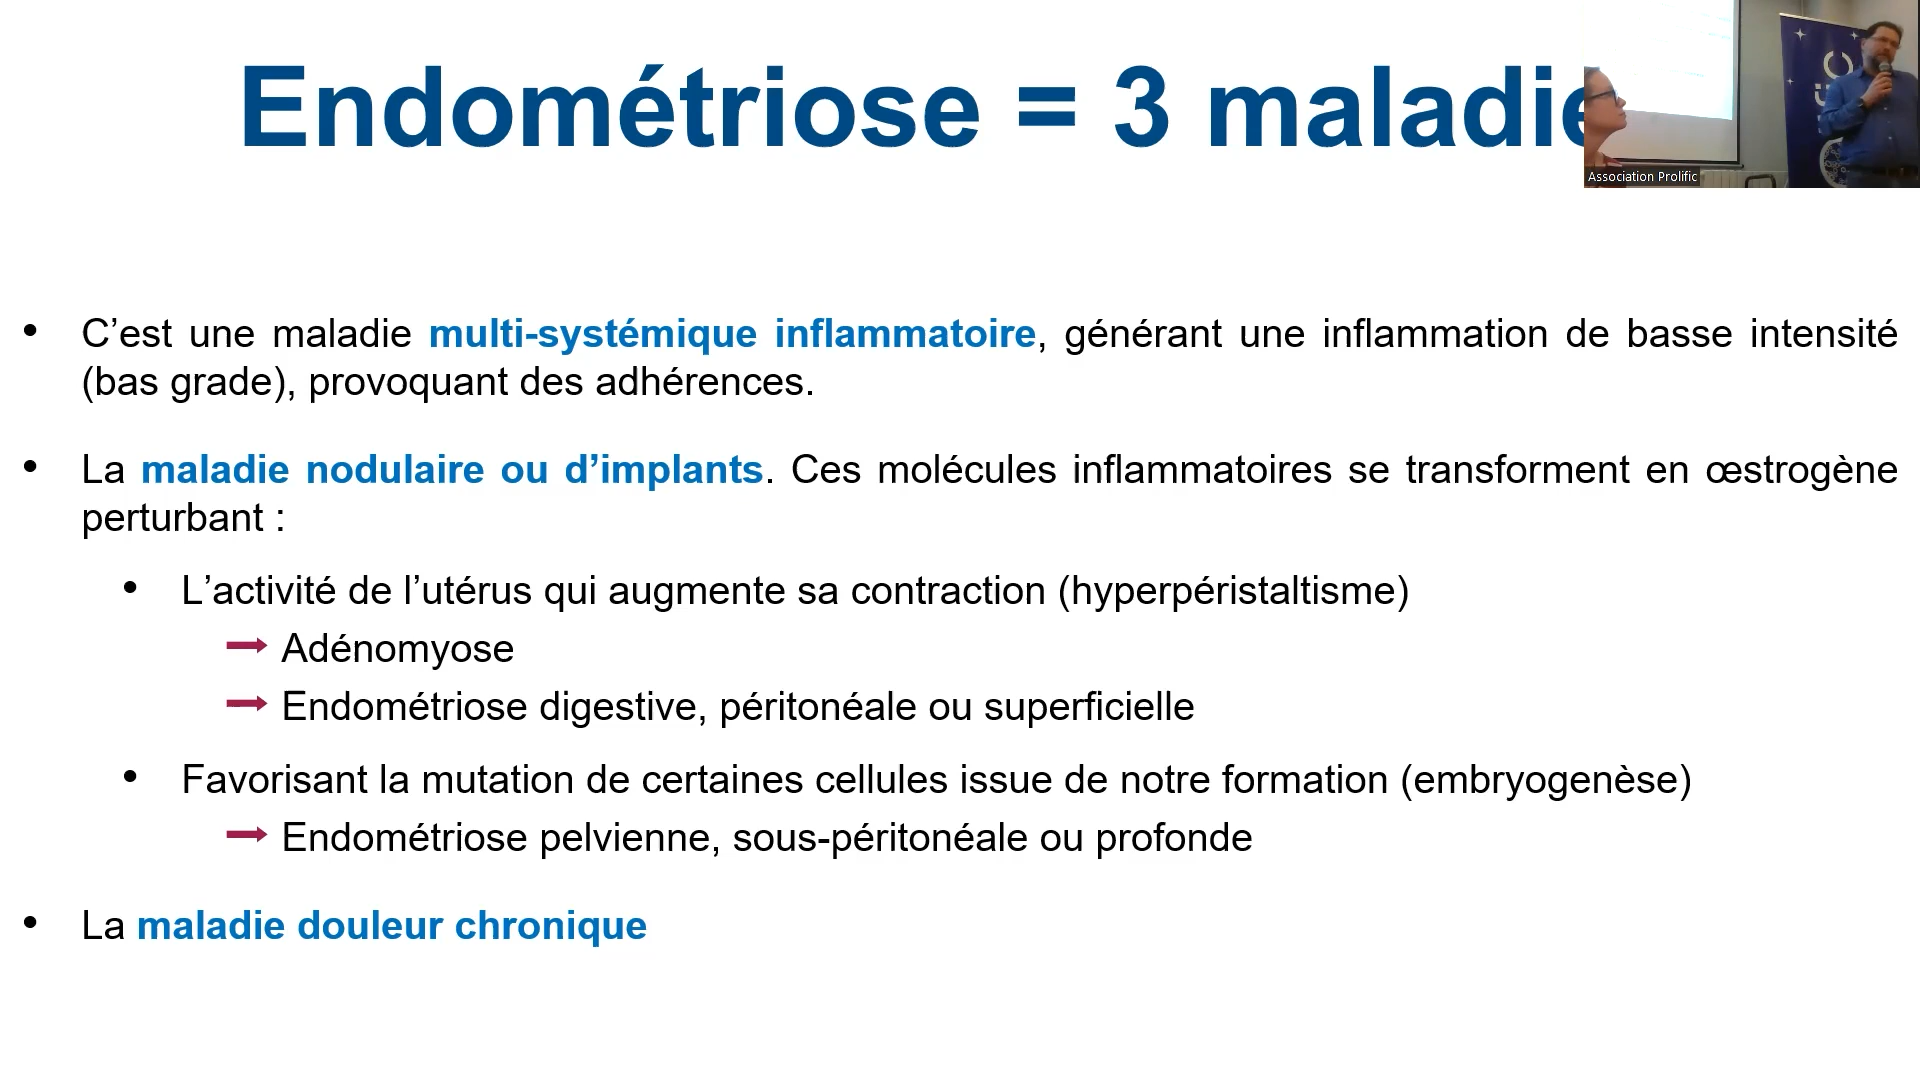 Endométriose = 3 maladie
Association Prolific
• C’est une maladie multi-systémique inflammatoire, générant une inflammation de basse intensité
(bas grade), provoquant des adhérences.
• La maladie nodulaire ou d’implants. Ces molécules inflammatoires se transforment en œstrogène
perturbant :
• L’activité de l’utérus qui augmente sa contraction (hyperpéristaltisme)
Adénomyose
Endométriose digestive, péritonéale ou superficielle
• Favorisant la mutation de certaines cellules issue de notre formation (embryogenèse)
Endométriose pelvienne, sous-péritonéale ou profonde
• La maladie douleur chronique